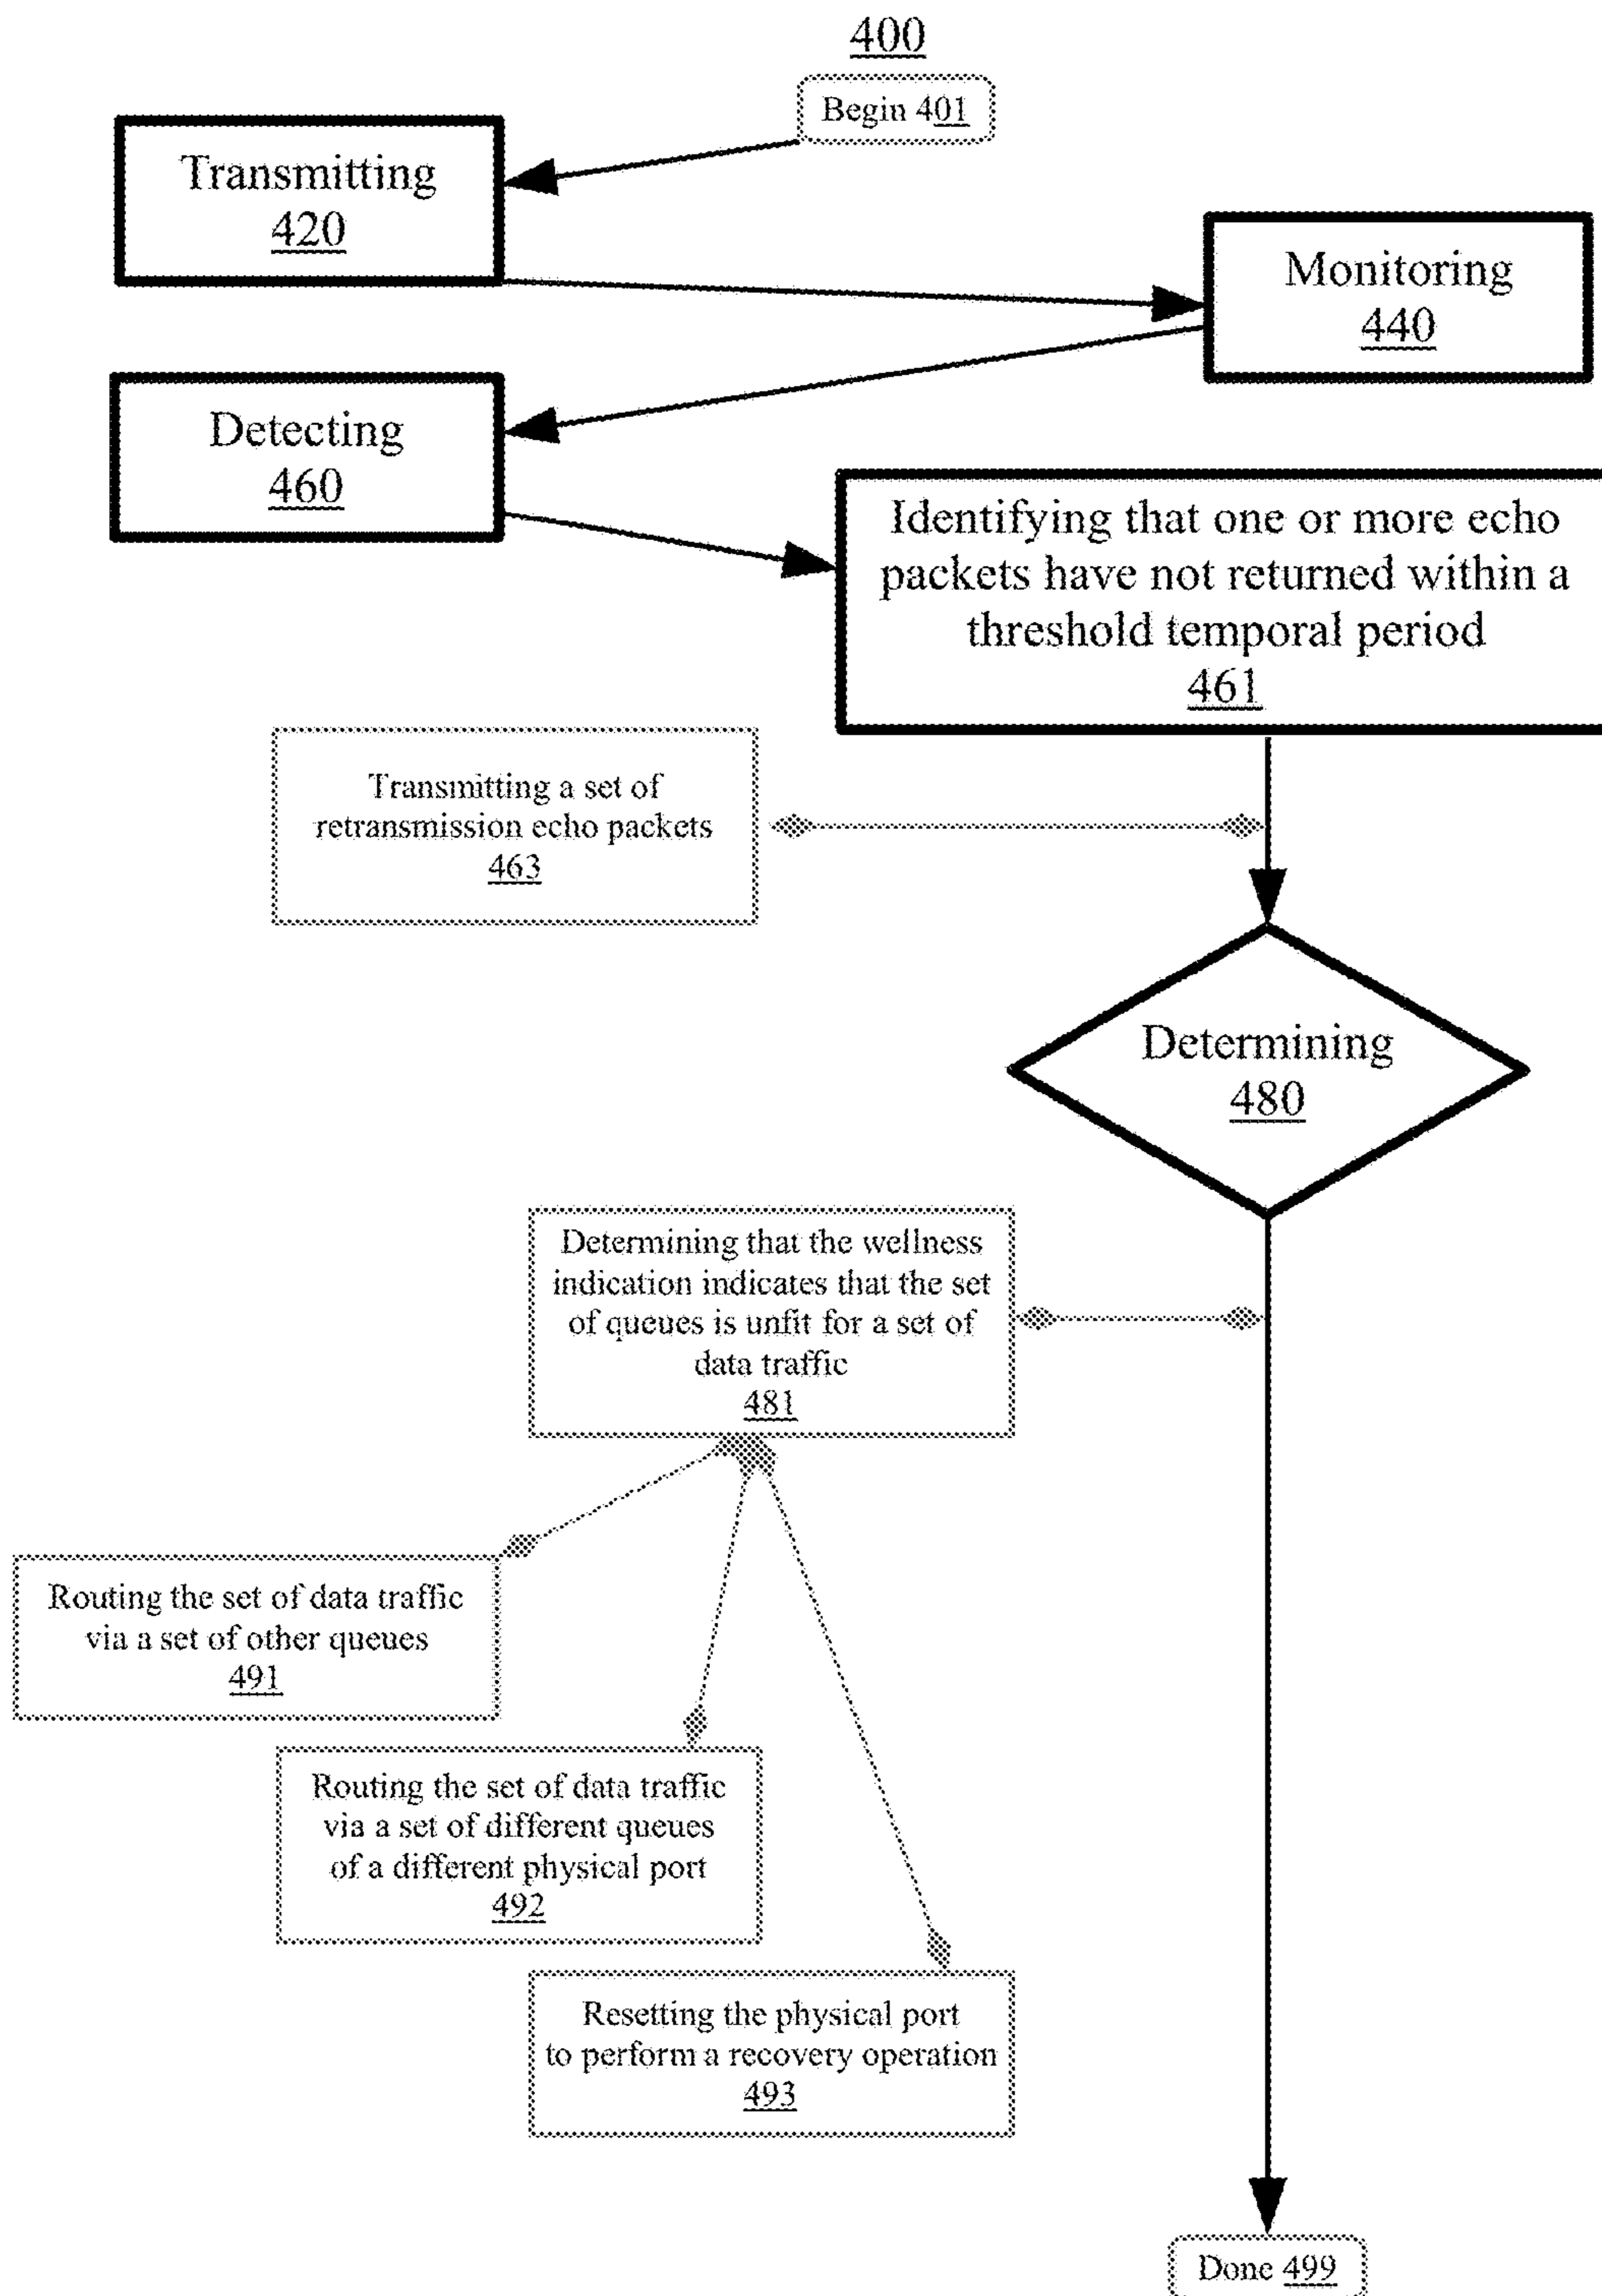 400
Begin 401
Transmitting
420
Monitoring
440
Detecting
460
Identifying that one or more echo
packets have not returned within a
threshold temporal period
461
Transmitting a set of
retransmission echo packets
463
Determining
480
Determining that the wellness
indication indicates that the set
of queues is unfit for a set of
data traffic
481
Routing the set of data traffic
via a set of other queues
491
Routing the set of data traffic
via a set of different queues
of a different physical port
492
Resetting the physical port
to perform a recovery operation
493
Done 499